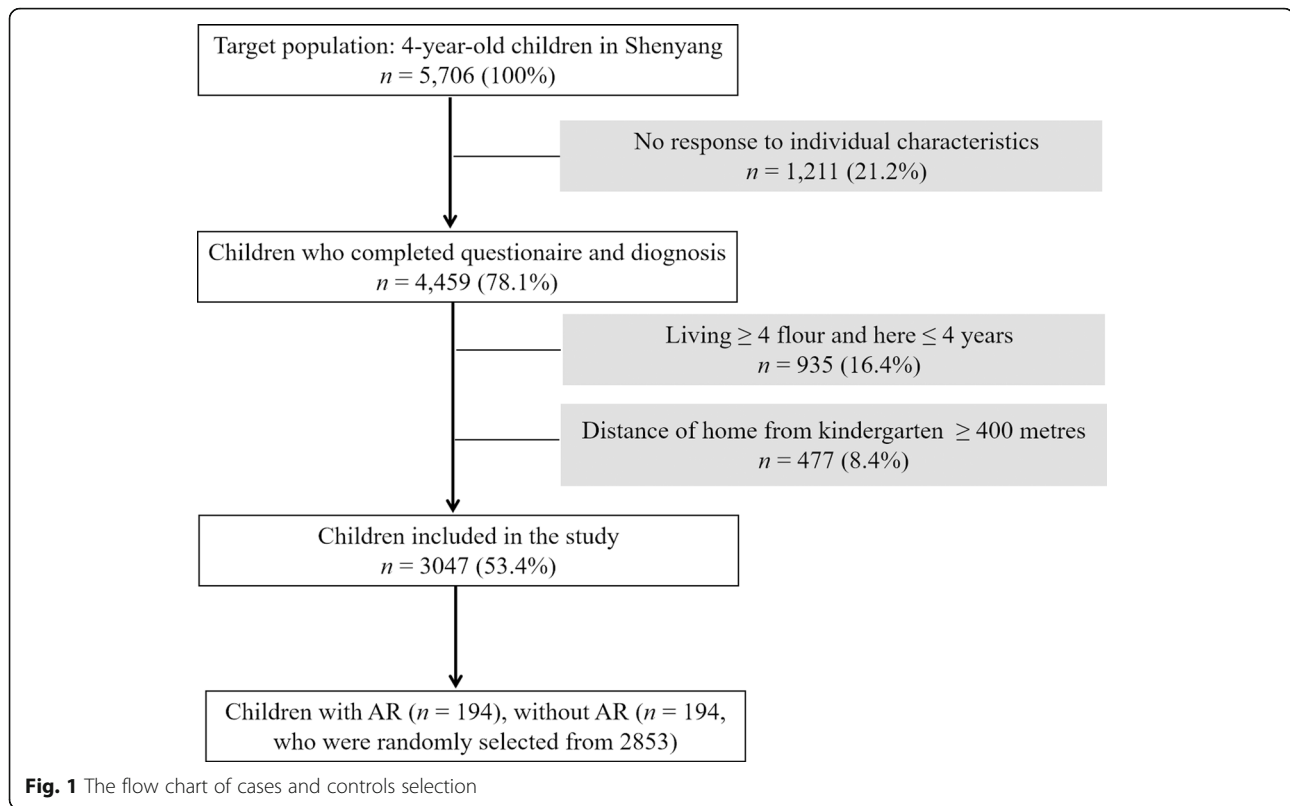 Target population: 4-year-old children in Shenyang
n = 5,706 (100%)
No response to individual characteristics
n = 1,211 (21.2%)
Children who completed questionaire and diognosis
n = 4,459 (78.1%)
Living ≥ 4 flour and here ≤ 4 years
n = 935 (16.4%)
Distance of home from kindergarten ≥ 400 metres
n = 477 (8.4%)
Children included in the study
n = 3047 (53.4%)
Children with AR (n = 194), without AR (n = 194,
who were randomly selected from 2853)
Fig. 1 The flow chart of cases and controls selection